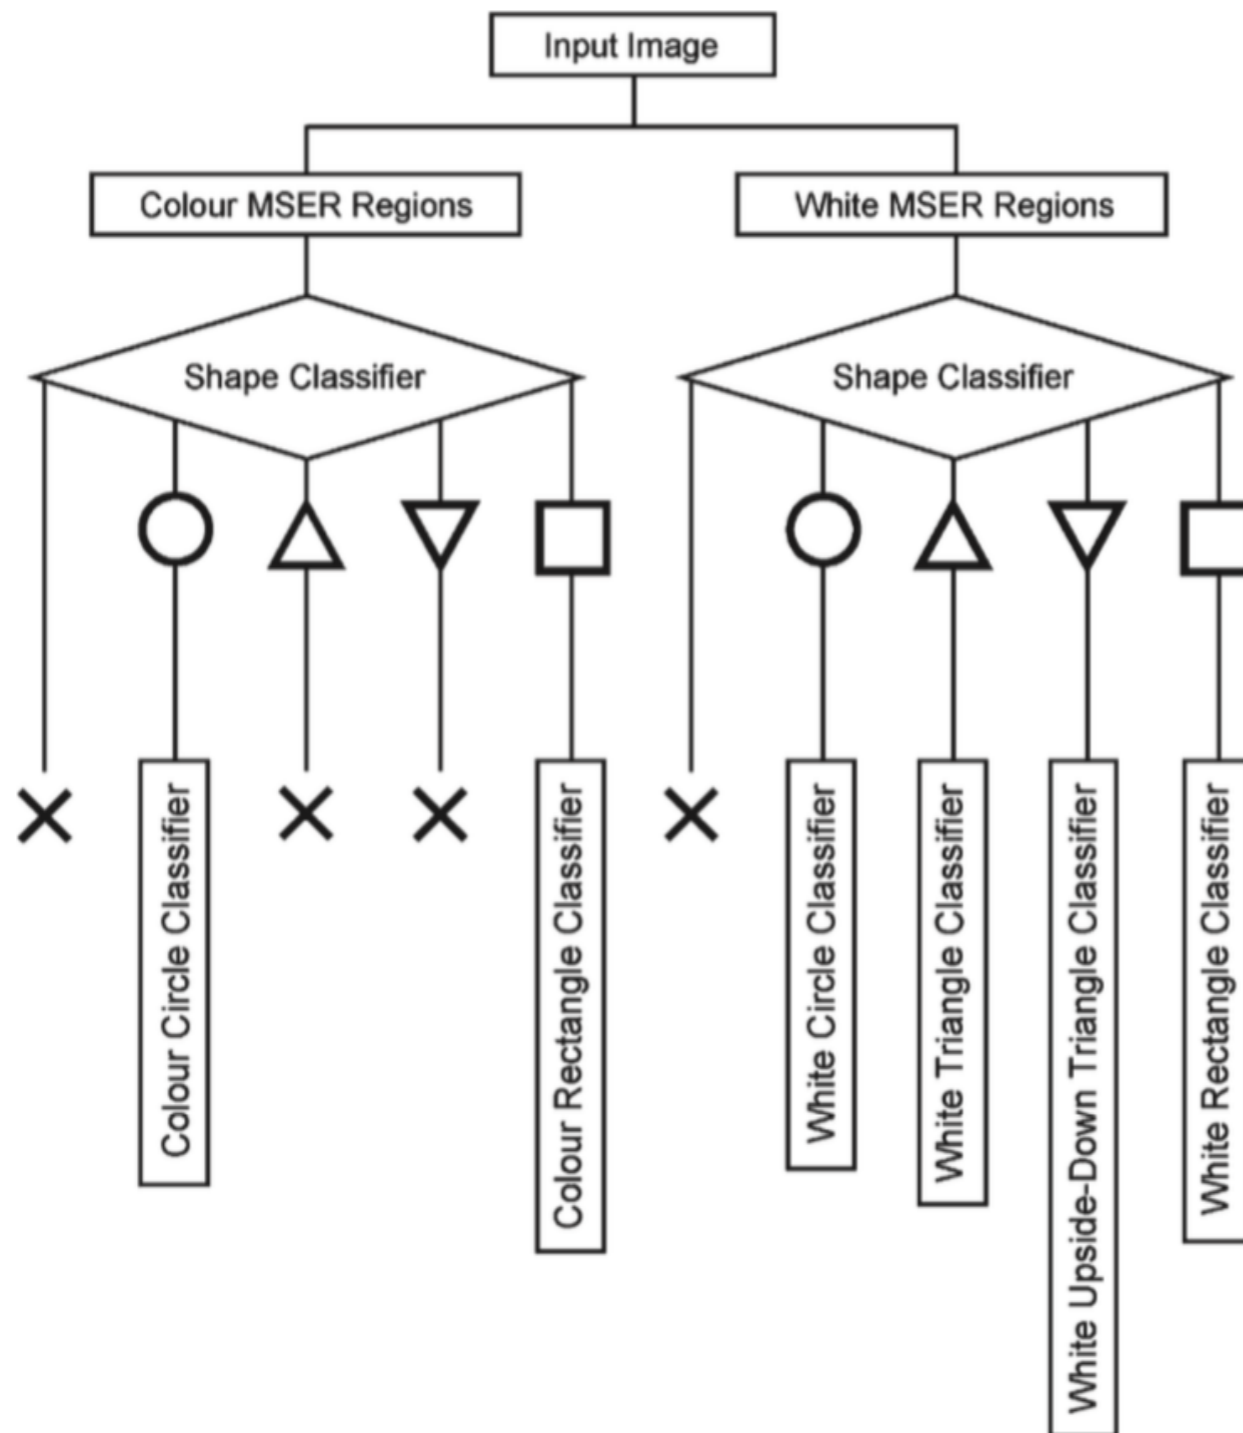 Input Image
Colour MSER Regions
White MSER Regions
Shape Classifier
Shape Classifier
Colour Circle Classifier
Colour Rectangle Classifier
White Circle Classifier
White Triangle Classifier
White Upside-Down Triangle Classifier
White Rectangle Classifier